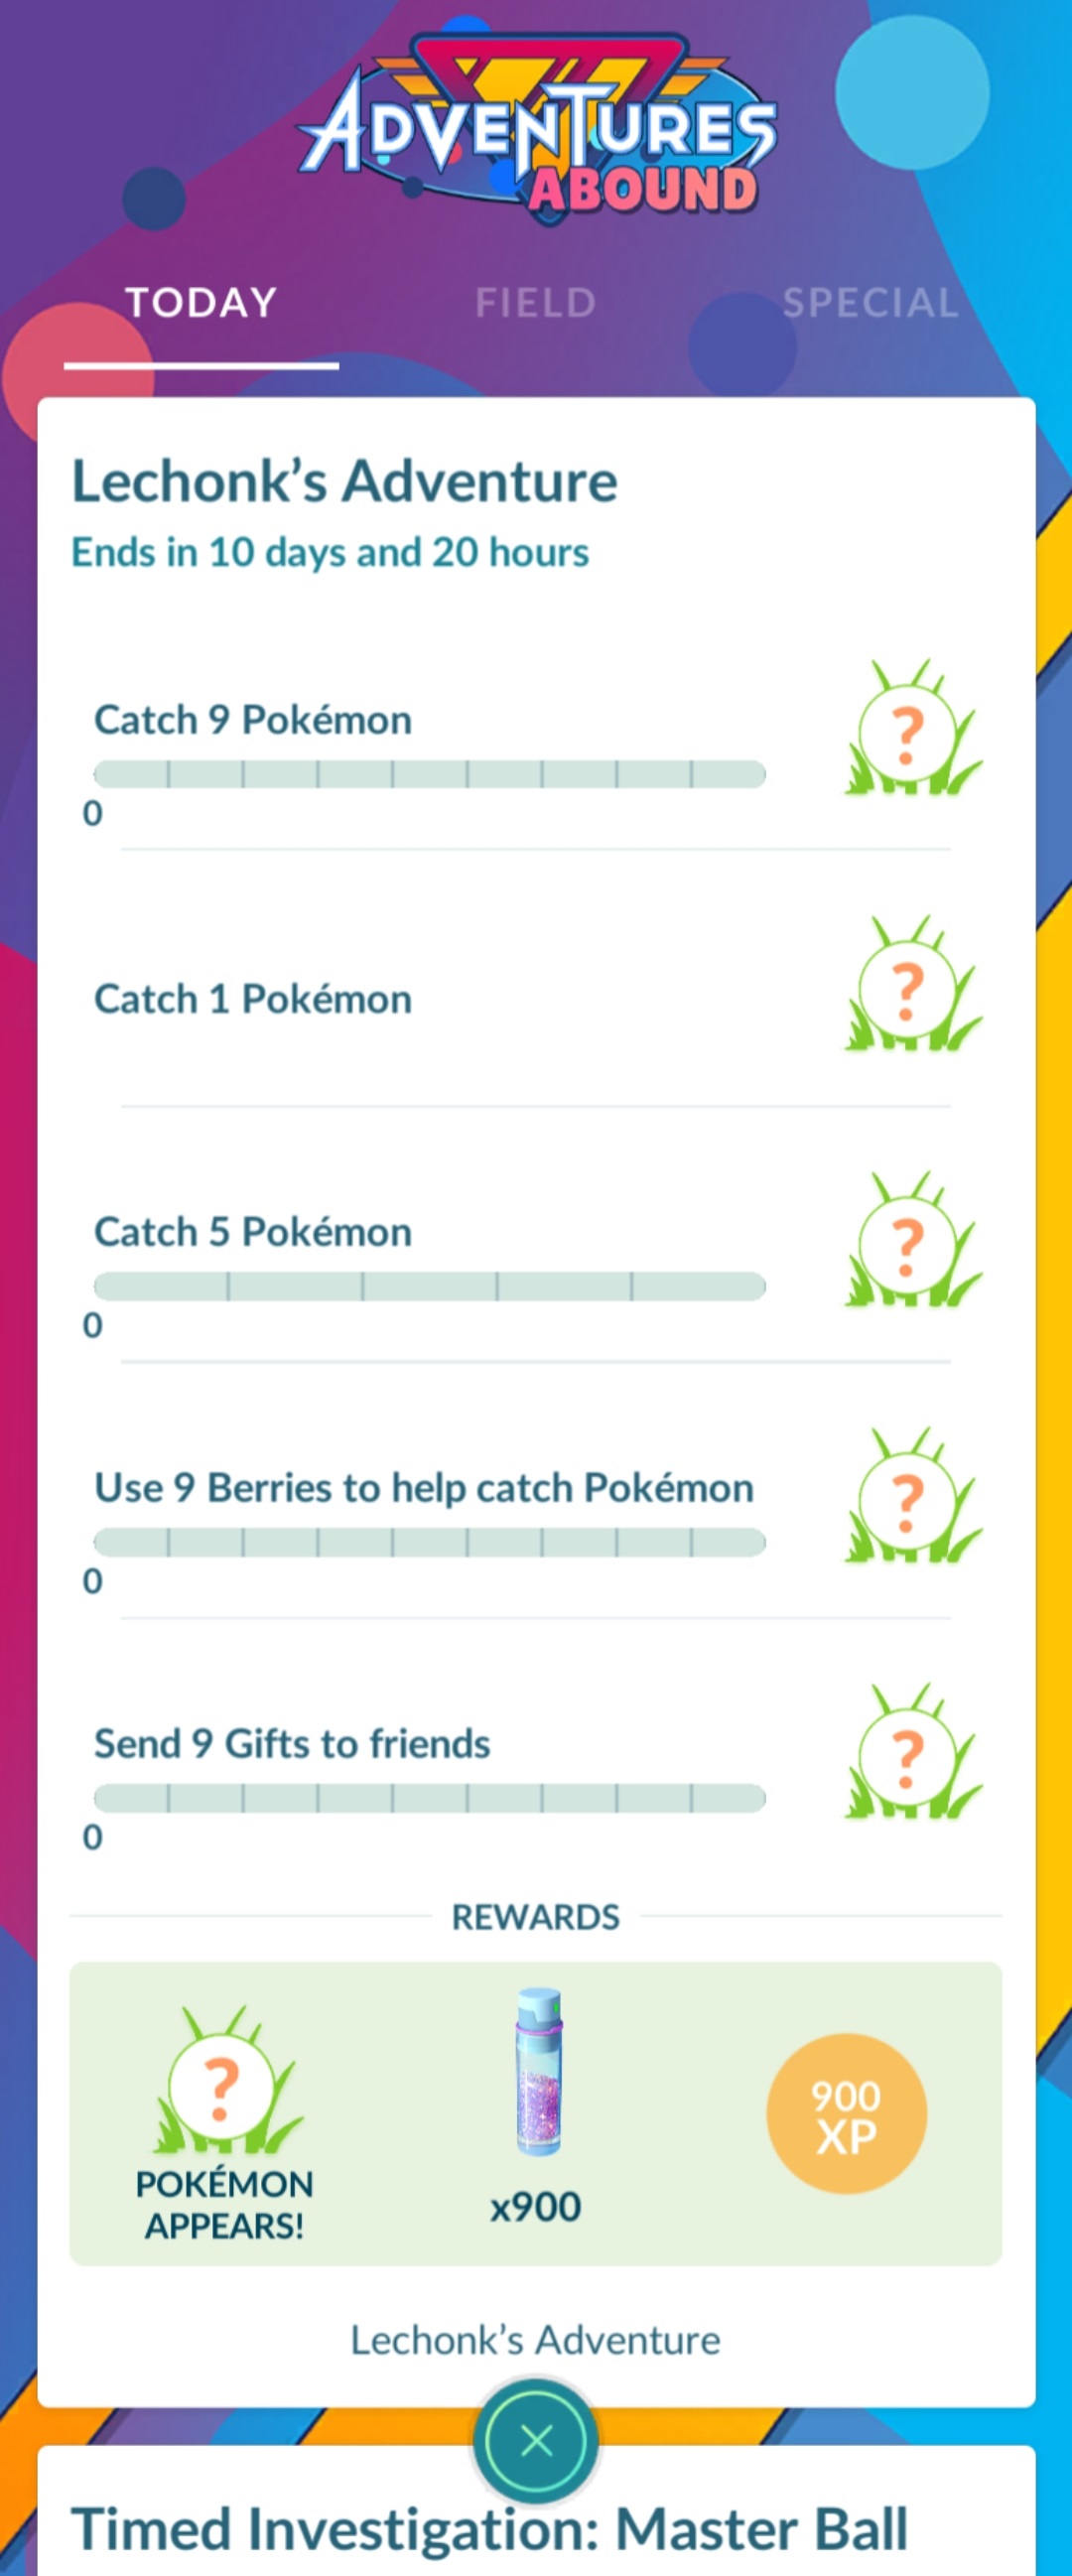 ADVENTURES
ABOUND
TODAY FIELD SPECIAL
Lechonk’s Adventure
Ends in 10 days and 20 hours
Catch 9 Pokémon
?
0
Catch 1 Pokémon
?
Catch 5 Pokémon
?
0
Use 9 Berries to help catch Pokémon
?
0
Send 9 Gifts to friends
?
0
REWARDS
?
POKÉMON
APPEARS!
x900
900
XP
Lechonk’s Adventure
Timed Investigation: Master Ball